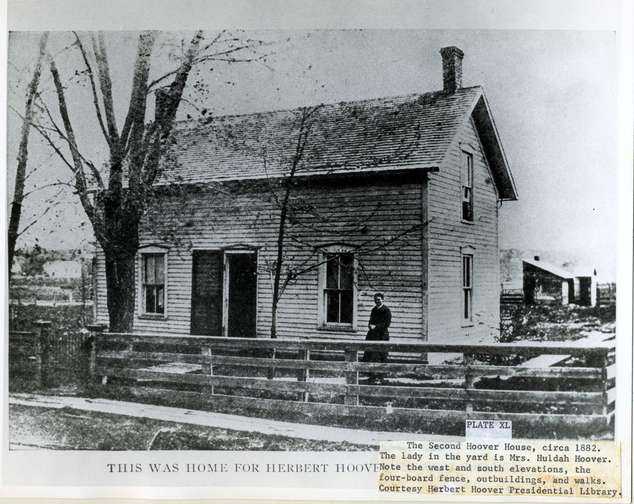 PLATE XL
The Second Hoover House, circa 1882.
The lady in the yard is Mrs. Huldah Hoover.
Note the west and south elevations, the
four-board fence, outbuildings, and walks.
Courtesy Herbert Hoover Presidential Library.
THIS WAS HOME FOR HERBERT HOOV